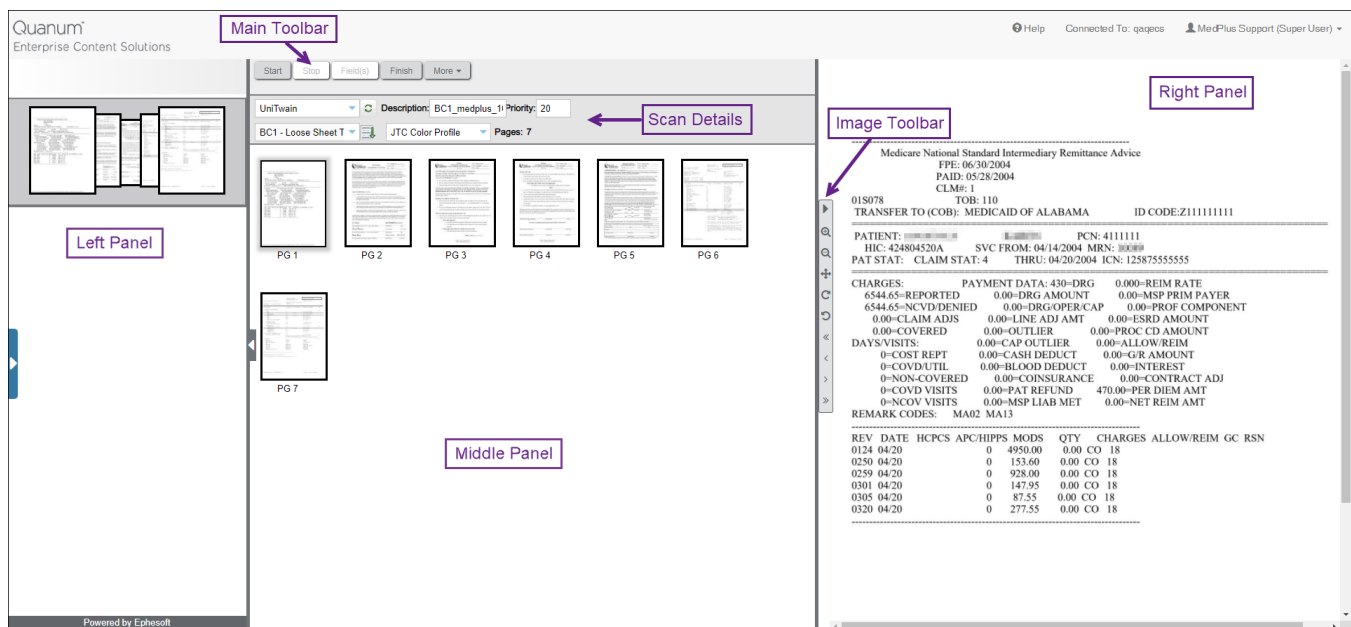 Quanum™
Enterprise Content Solutions
Main Toolbar
Help Connected To: qaqecs MedPlus Support (Super User)
Start Stop Field(s) Finish More
UniTwain Description: BC1_medplus_1 Priority: 20
BC1 - Loose Sheet T JTC Color Profile Pages: 7
Scan Details
Left Panel
PG 1 PG 2 PG 3 PG 4 PG 5 PG 6
PG 7
Middle Panel
Powered by Ephesoft
Right Panel
Image Toolbar
Medicare National Standard Intermediary Remittance Advice
FPE: 06/30/2004
PAID: 05/28/2004
CLM#: 1
01S078 TOB: 110
TRANSFER TO (COB): MEDICAID OF ALABAMA ID CODE:Z111111111
PATIENT: PCN: 4111111
HIC: 424804520A SVC FROM: 04/14/2004 MRN:
PAT STAT: CLAIM STAT: 4 THRU: 04/20/2004 ICN: 125875555555
CHARGES: PAYMENT DATA: 430=DRG 0.000=REIM RATE
6544.65=REPORTED 0.00=DRG AMOUNT 0.00=MSP PRIM PAYER
6544.65=NCVD/DENIED 0.00=DRG/OPER/CAP 0.00=PROF COMPONENT
0.00=CLAIM ADJS 0.00=LINE ADJ AMT 0.00=ESRD AMOUNT
0.00=COVERED 0.00=OUTLIER 0.00=PROC CD AMOUNT
DAYS/VISITS: 0.00=CAP OUTLIER 0.00=ALLOW/REIM
0=COST REPT 0.00=CASH DEDUCT 0.00=G/R AMOUNT
0=COVD/UTIL 0.00=BLOOD DEDUCT 0.00=INTEREST
0=NON-COVERED 0.00=COINSURANCE 0.00=CONTRACT ADJ
0=COVD VISITS 0.00=PAT REFUND 470.00=PER DIEM AMT
0=NCOV VISITS 0.00=MSP LIAB MET 0.00=NET REIM AMT
REMARK CODES: MA02 MA13
REV DATE HCPCS APC/HIPPS MODS QTY CHARGES ALLOW/REIM GC RSN
0124 04/20 0 4950.00 0.00 CO 18
0250 04/20 0 153.60 0.00 CO 18
0259 04/20 0 928.00 0.00 CO 18
0301 04/20 0 147.95 0.00 CO 18
0305 04/20 0 87.55 0.00 CO 18
0320 04/20 0 277.55 0.00 CO 18